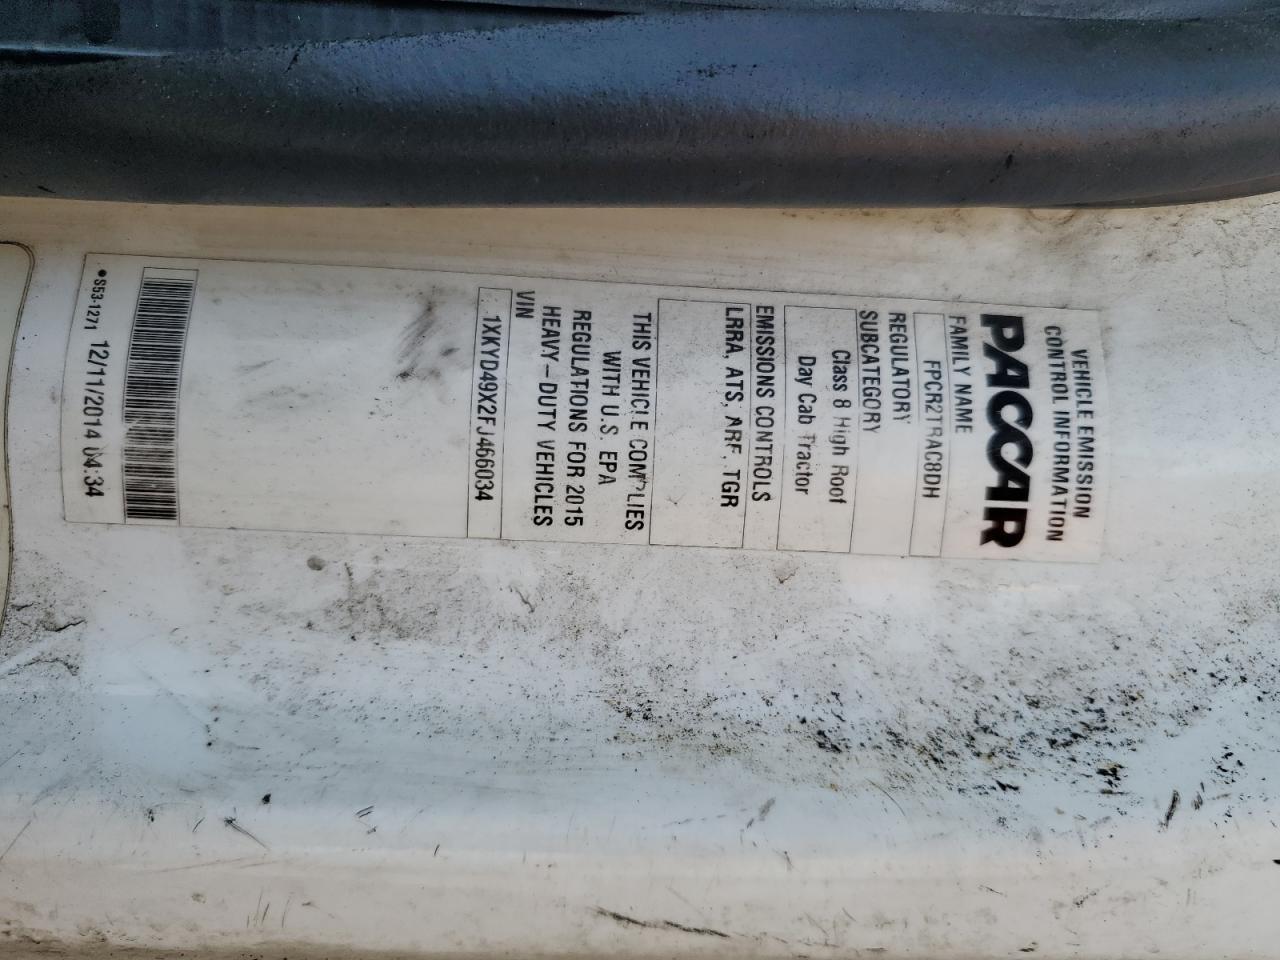 VEHICLE EMISSION
CONTROL INFORMATION
PACCAR
FAMILY NAME
FPCR2TRAC8DH
REGULATORY
SUBCATEGORY
Class 8 High Roof
Day Cab Tractor
EMISSIONS CONTROLS
LRRA, ATS, ARF, TGR
THIS VEHICLE COMPLIES
WITH U.S. EPA
REGULATIONS FOR 2015
HEAVY-DUTY VEHICLES
VIN
1XKYD49X2FJ466034
•S53-1271 12/11/2014 04:34